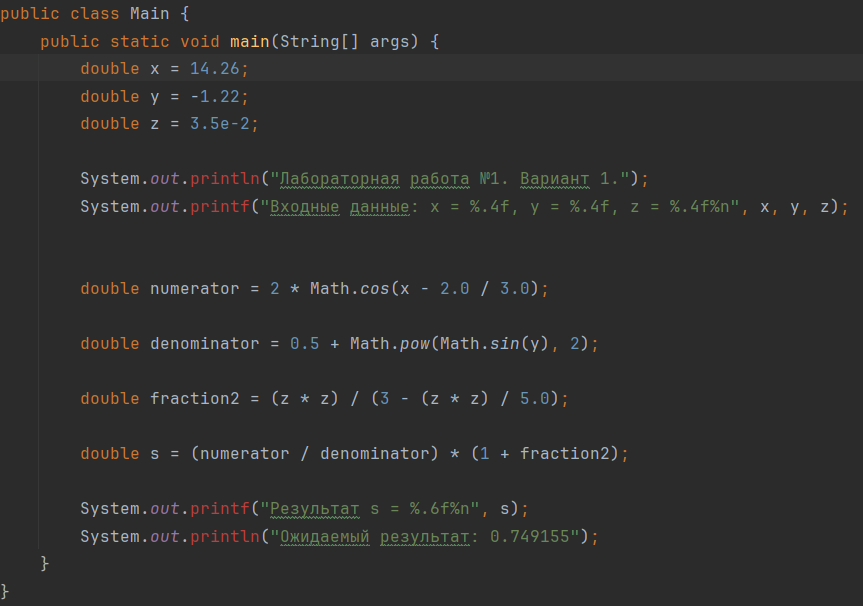 public class Main {
    public static void main(String[] args) {
        double x = 14.26;
        double y = -1.22;
        double z = 3.5e-2;
        System.out.println("Лабораторная работа №1. Вариант 1.");
        System.out.printf("Входные данные: x = %.4f, y = %.4f, z = %.4f%n", x, y, z);
        double numerator = 2 * Math.cos(x - 2.0 / 3.0);
        double denominator = 0.5 + Math.pow(Math.sin(y), 2);
        double fraction2 = (z * z) / (3 - (z * z) / 5.0);
        double s = (numerator / denominator) * (1 + fraction2);
        System.out.printf("Результат s = %.6f%n", s);
        System.out.println("Ожидаемый результат: 0.749155");
    }
}